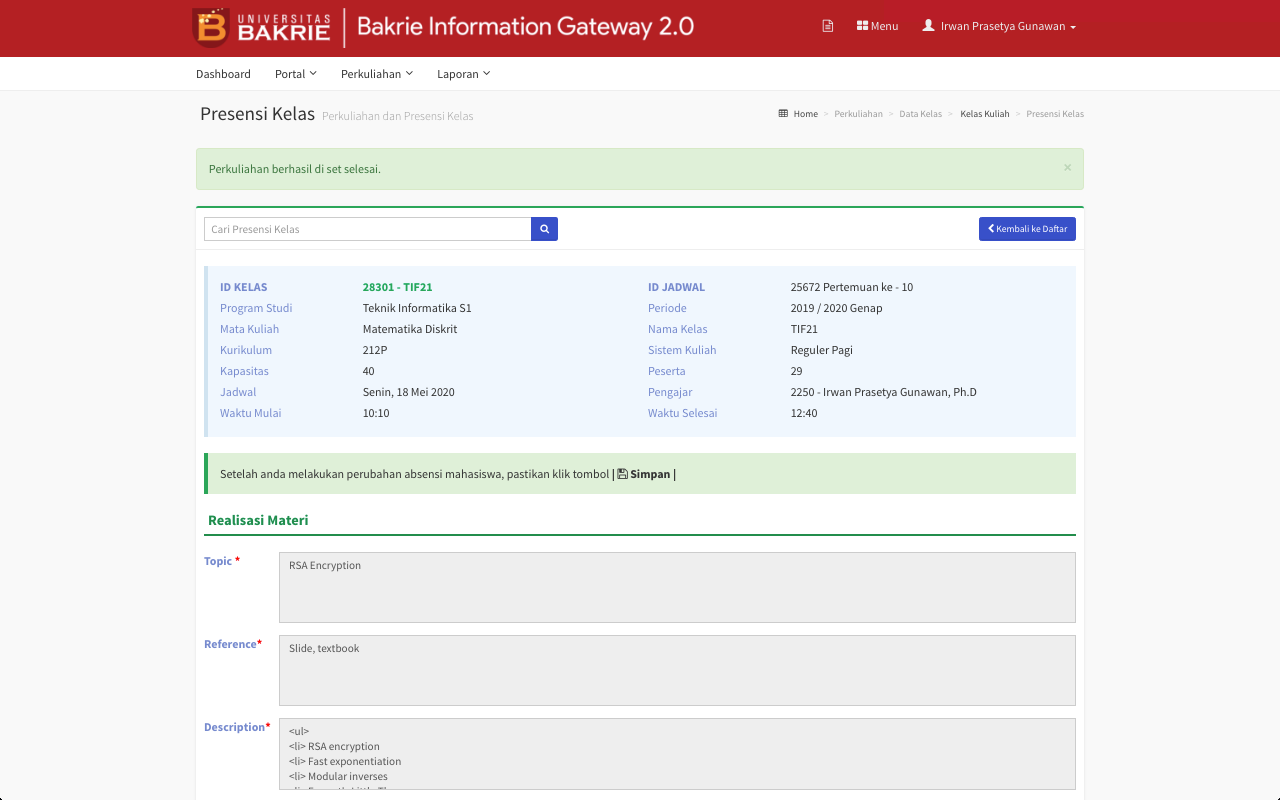 UNIVERSITAS
BAKRIE
Bakrie Information Gateway 2.0
Menu
Irwan Prasetya Gunawan
Dashboard Portal Perkuliahan Laporan
Presensi Kelas Perkuliahan dan Presensi Kelas
Home > Perkuliahan > Data Kelas > Kelas Kuliah > Presensi Kelas
Perkuliahan berhasil di set selesai. ×
Cari Presensi Kelas
Kembali ke Daftar
ID KELAS 28301 - TIF21 ID JADWAL 25672 Pertemuan ke - 10
Program Studi Teknik Informatika S1 Periode 2019 / 2020 Genap
Mata Kuliah Matematika Diskrit Nama Kelas TIF21
Kurikulum 212P Sistem Kuliah Reguler Pagi
Kapasitas 40 Peserta 29
Jadwal Senin, 18 Mei 2020 Pengajar 2250 - Irwan Prasetya Gunawan, Ph.D
Waktu Mulai 10:10 Waktu Selesai 12:40
Setelah anda melakukan perubahan absensi mahasiswa, pastikan klik tombol | Simpan |
Realisasi Materi
Topic * RSA Encryption
Reference* Slide, textbook
Description* <ul>
<li> RSA encryption
<li> Fast exponentiation
<li> Modular inverses